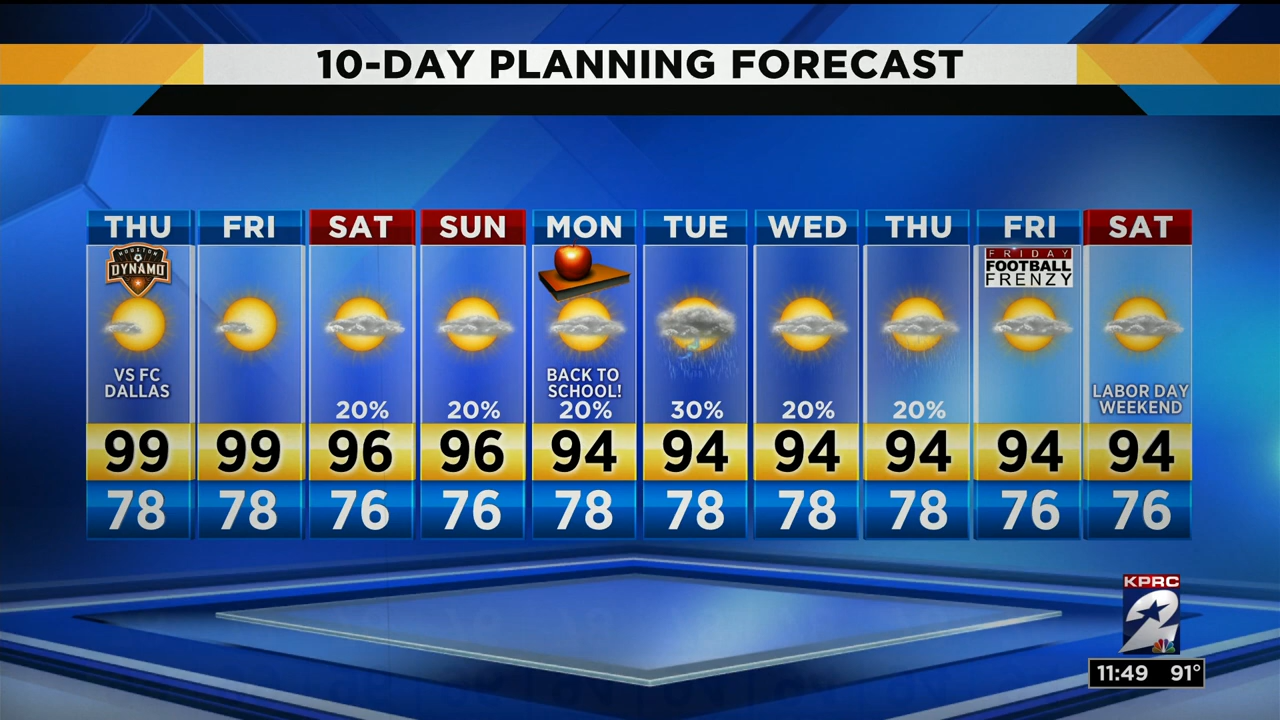 10-DAY PLANNING FORECAST
THU FRI SAT SUN MON TUE WED THU FRI SAT
HOUSTON
DYNAMO
FRIDAY
FOOTBALL
FRENZY
VS FC
DALLAS
BACK TO
SCHOOL!
LABOR DAY
WEEKEND
20% 20% 20% 30% 20% 20%
99 99 96 96 94 94 94 94 94 94
78 78 76 76 78 78 78 78 76 76
KPRC
2
11:49 91°